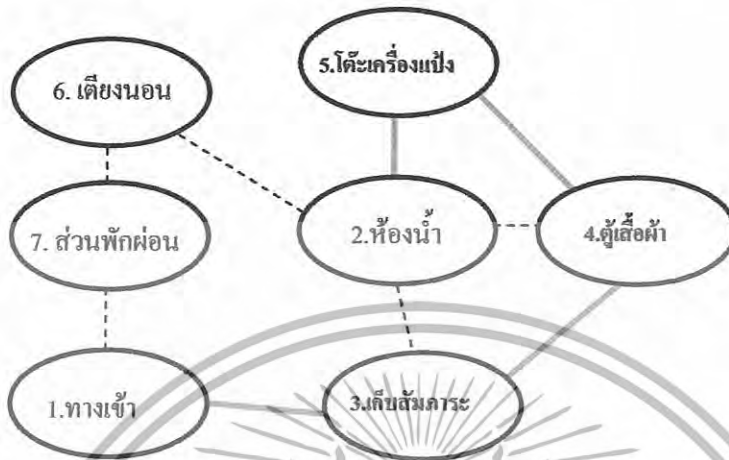 5.โต๊ะเครื่องแป้ง
6. เตียงนอน
7. ส่วนพักผ่อน
2.ห้องน้ำ
4.ตู้เสื้อผ้า
1.ทางเข้า
3.เก็บสัมภาระ